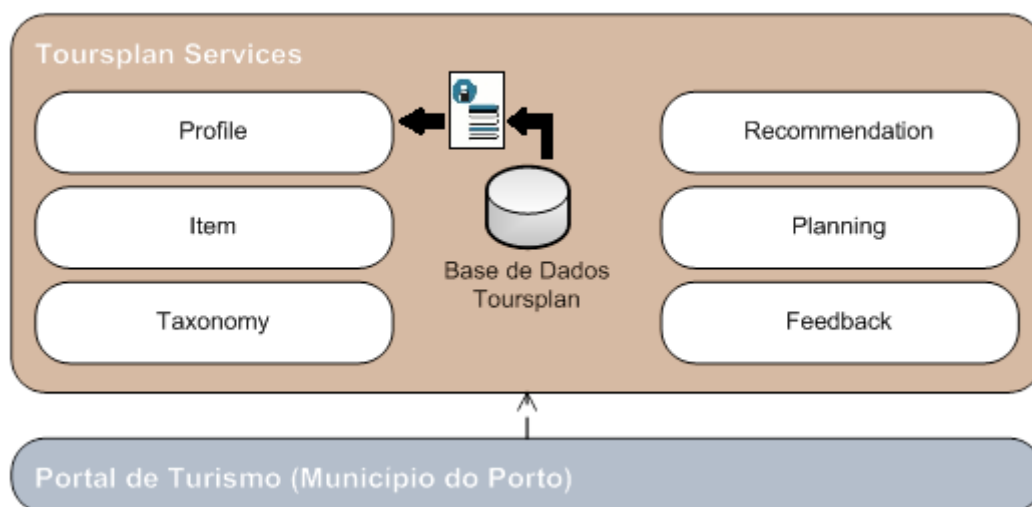 Toursplan Services
Profile
Recommendation
Item
Planning
Base de Dados
Toursplan
Taxonomy
Feedback
Portal de Turismo (Município do Porto)